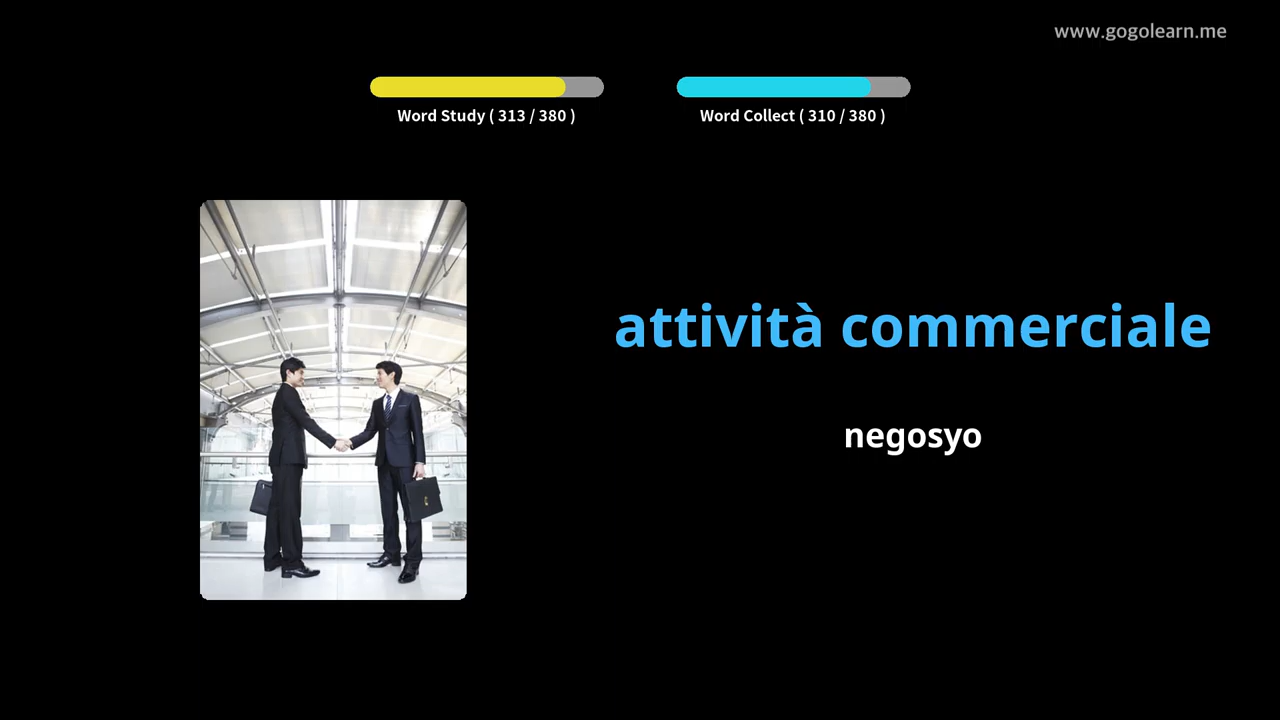 www.gogolearn.me
Word Study ( 313 / 380 )
Word Collect ( 310 / 380 )
attività commerciale
negosyo